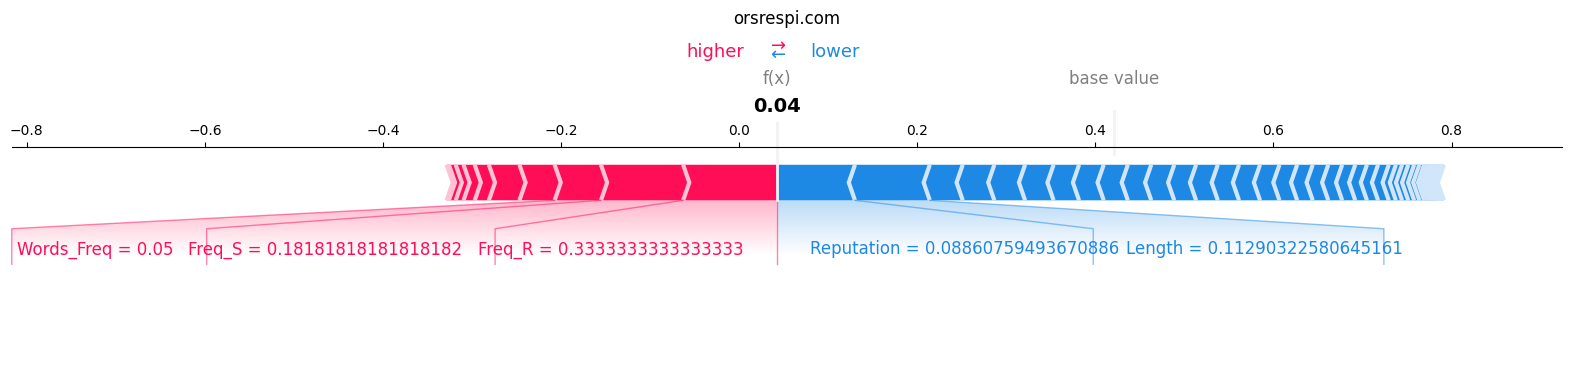 orsrespi.com
higher → ← lower
f(x) base value
0.04
−0.8 −0.6 −0.4 −0.2 0.0 0.2 0.4 0.6 0.8
Words_Freq = 0.05 Freq_S = 0.18181818181818182 Freq_R = 0.3333333333333333 Reputation = 0.08860759493670886 Length = 0.11290322580645161